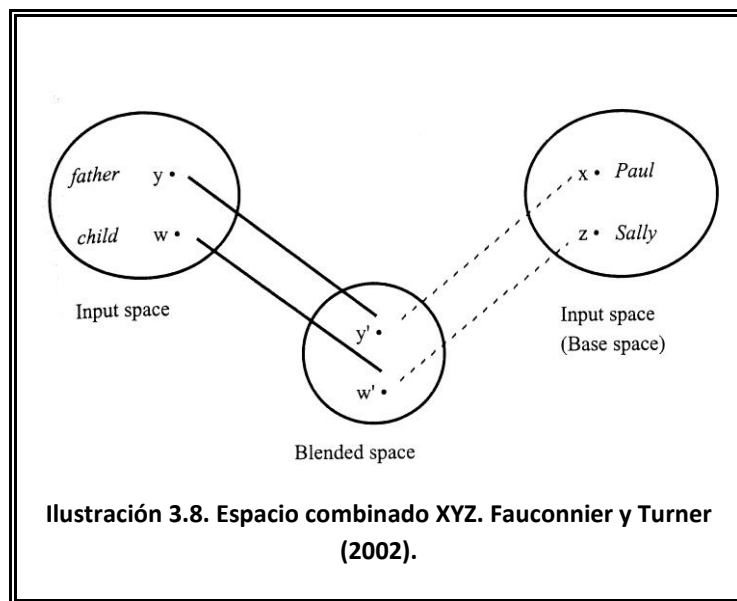 father y •
child w •
Input space
x • Paul
z • Sally
Input space
(Base space)
y' •
w' •
Blended space
Ilustración 3.8. Espacio combinado XYZ. Fauconnier y Turner
(2002).